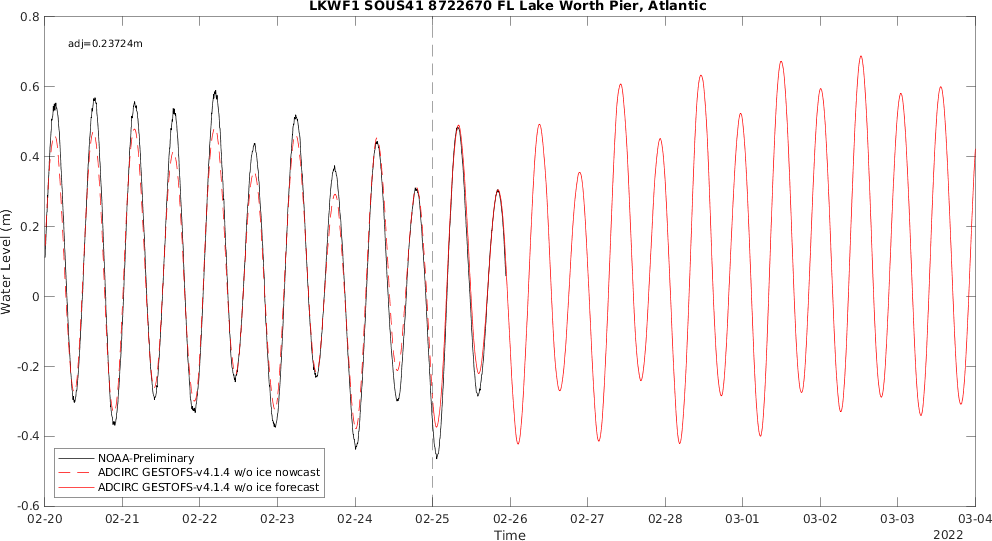 LKWF1 SOUS41 8722670 FL Lake Worth Pier, Atlantic
adj=0.23724m
0.8
0.6
0.4
0.2
0
-0.2
-0.4
-0.6
Water Level (m)
NOAA-Preliminary
ADCIRC GESTOFS-v4.1.4 w/o ice nowcast
ADCIRC GESTOFS-v4.1.4 w/o ice forecast
02-20 02-21 02-22 02-23 02-24 02-25 02-26 02-27 02-28 03-01 03-02 03-03 03-04
Time
2022